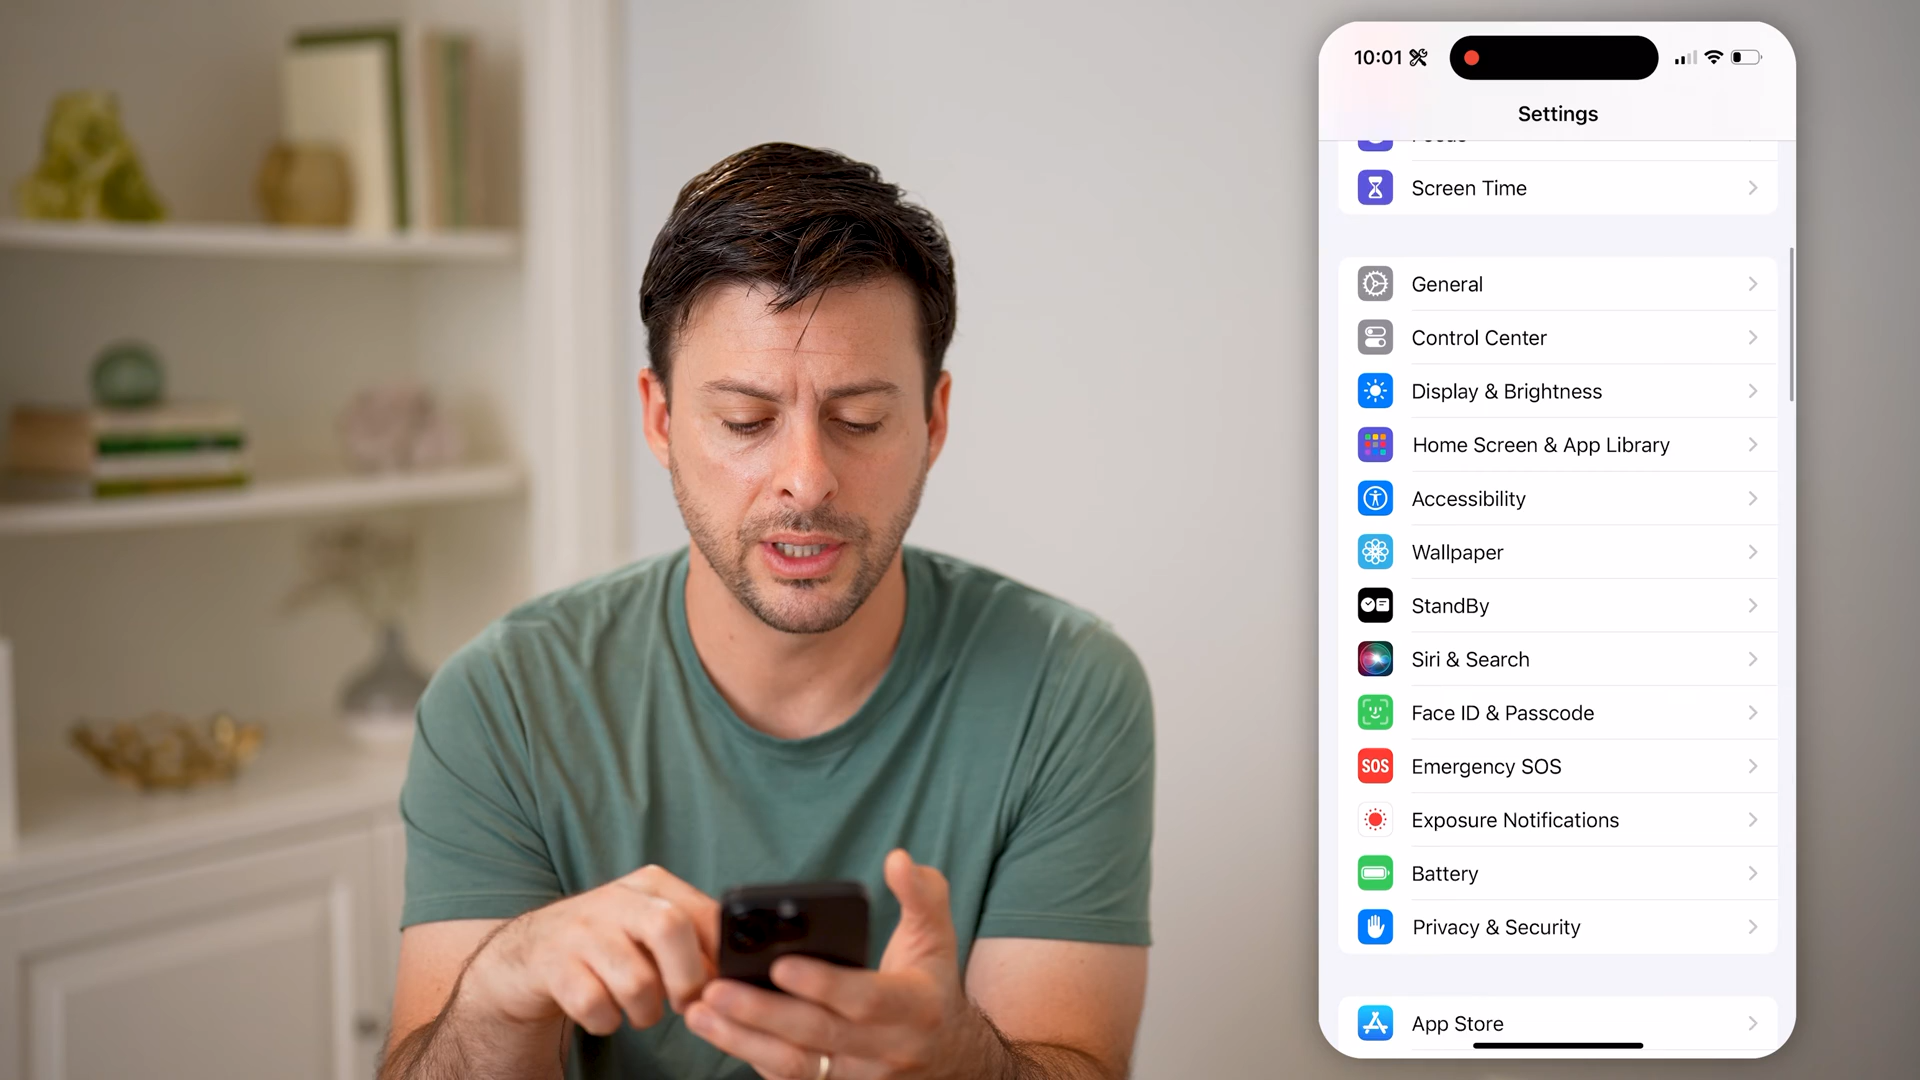 10:01
Settings
Focus
Screen Time
General
Control Center
Display & Brightness
Home Screen & App Library
Accessibility
Wallpaper
StandBy
Siri & Search
Face ID & Passcode
SOS
Emergency SOS
Exposure Notifications
Battery
Privacy & Security
App Store